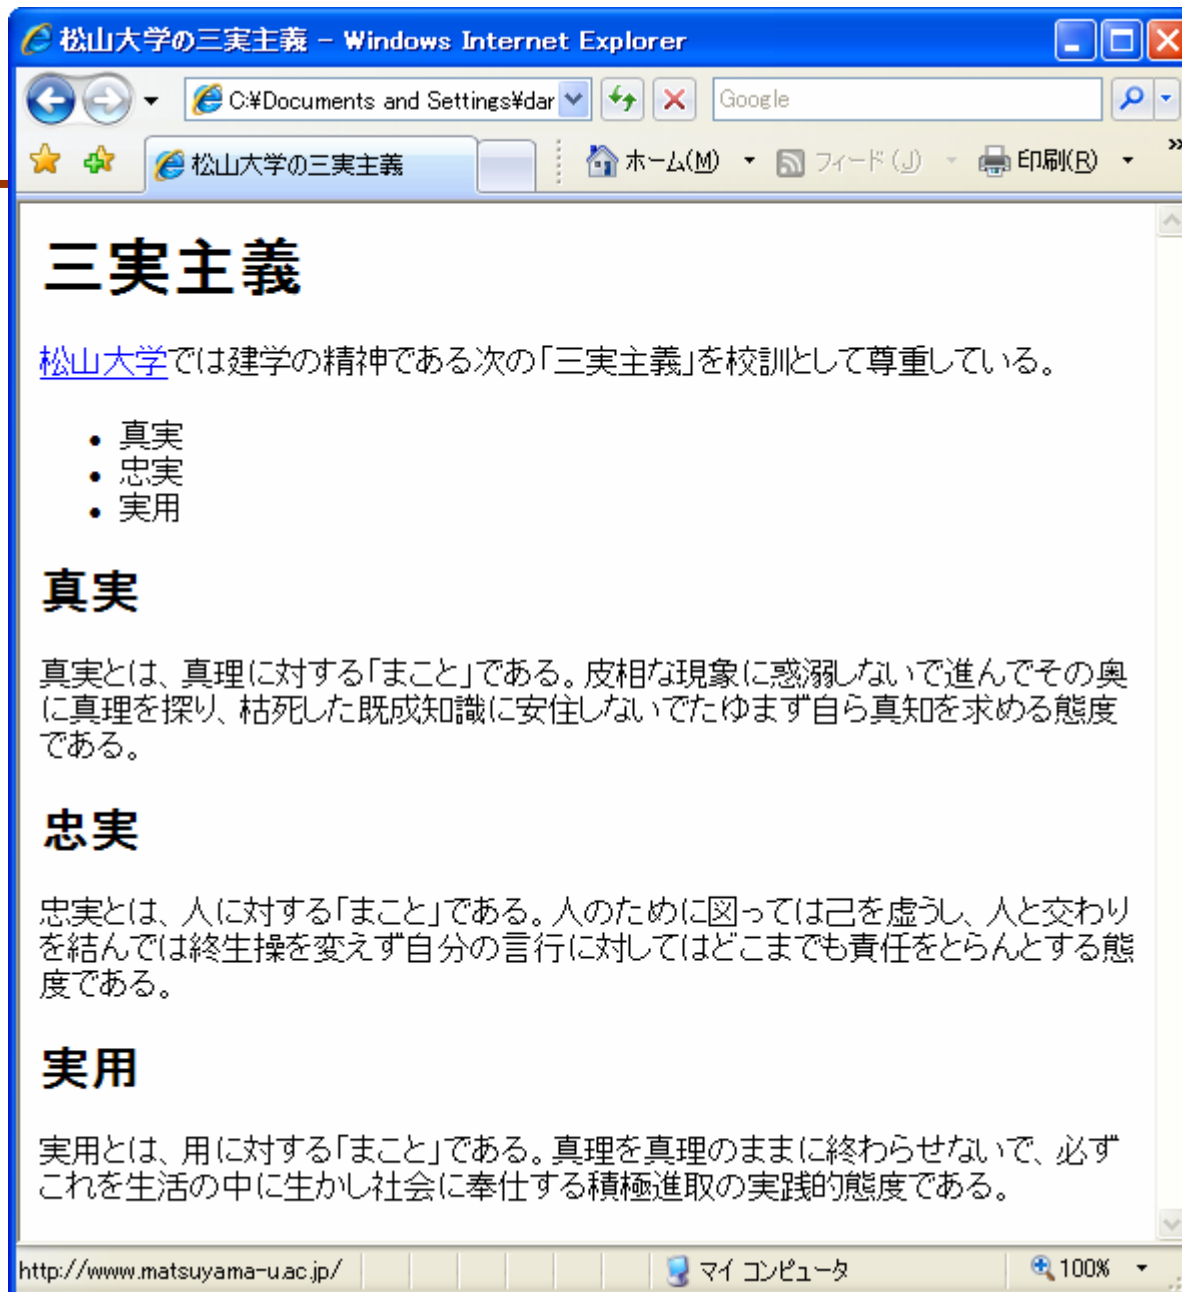 松山大学の三実主義 - Windows Internet Explorer
C:¥Documents and Settings¥dar
Google
松山大学の三実主義
ホーム(M)
フィード(J)
印刷(R)
»
三実主義
松山大学では建学の精神である次の「三実主義」を校訓として尊重している。
• 真実
• 忠実
• 実用
真実
真実とは、真理に対する「まこと」である。皮相な現象に惑溺しないで進んでその奥
に真理を探り、枯死した既成知識に安住しないでたゆまず自ら真知を求める態度
である。
忠実
忠実とは、人に対する「まこと」である。人のために図っては己を虚うし、人と交わり
を結んでは終生操を変えず自分の言行に対してはどこまでも責任をとらんとする態
度である。
実用
実用とは、用に対する「まこと」である。真理を真理のままに終わらせないで、必ず
これを生活の中に生かし社会に奉仕する積極進取の実践的態度である。
http://www.matsuyama-u.ac.jp/
マイ コンピュータ
100%